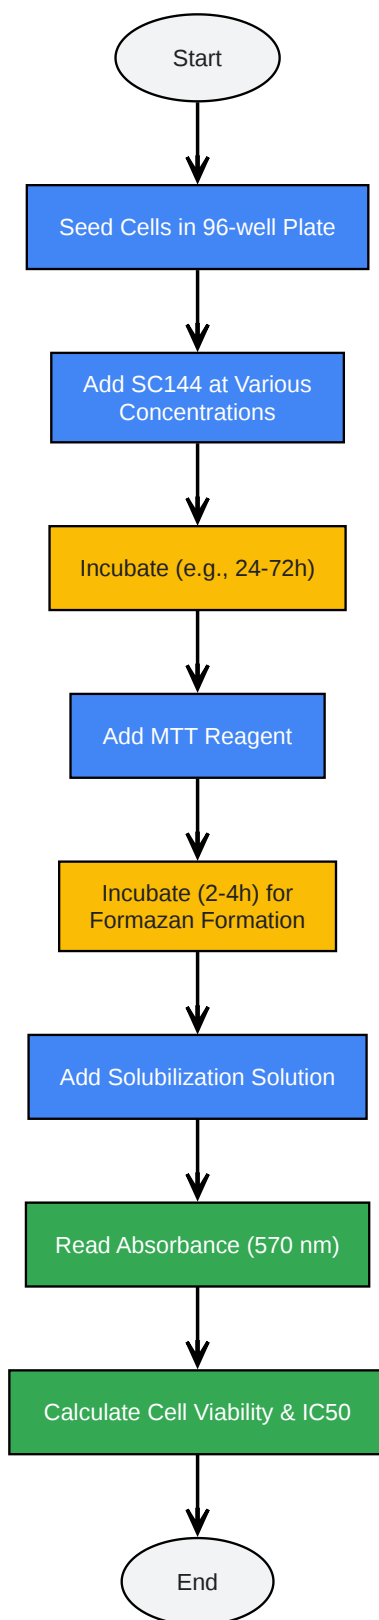 Start
Seed Cells in 96-well Plate
Add SC144 at Various
Concentrations
Incubate (e.g., 24-72h)
Add MTT Reagent
Incubate (2-4h) for
Formazan Formation
Add Solubilization Solution
Read Absorbance (570 nm)
Calculate Cell Viability & IC50
End